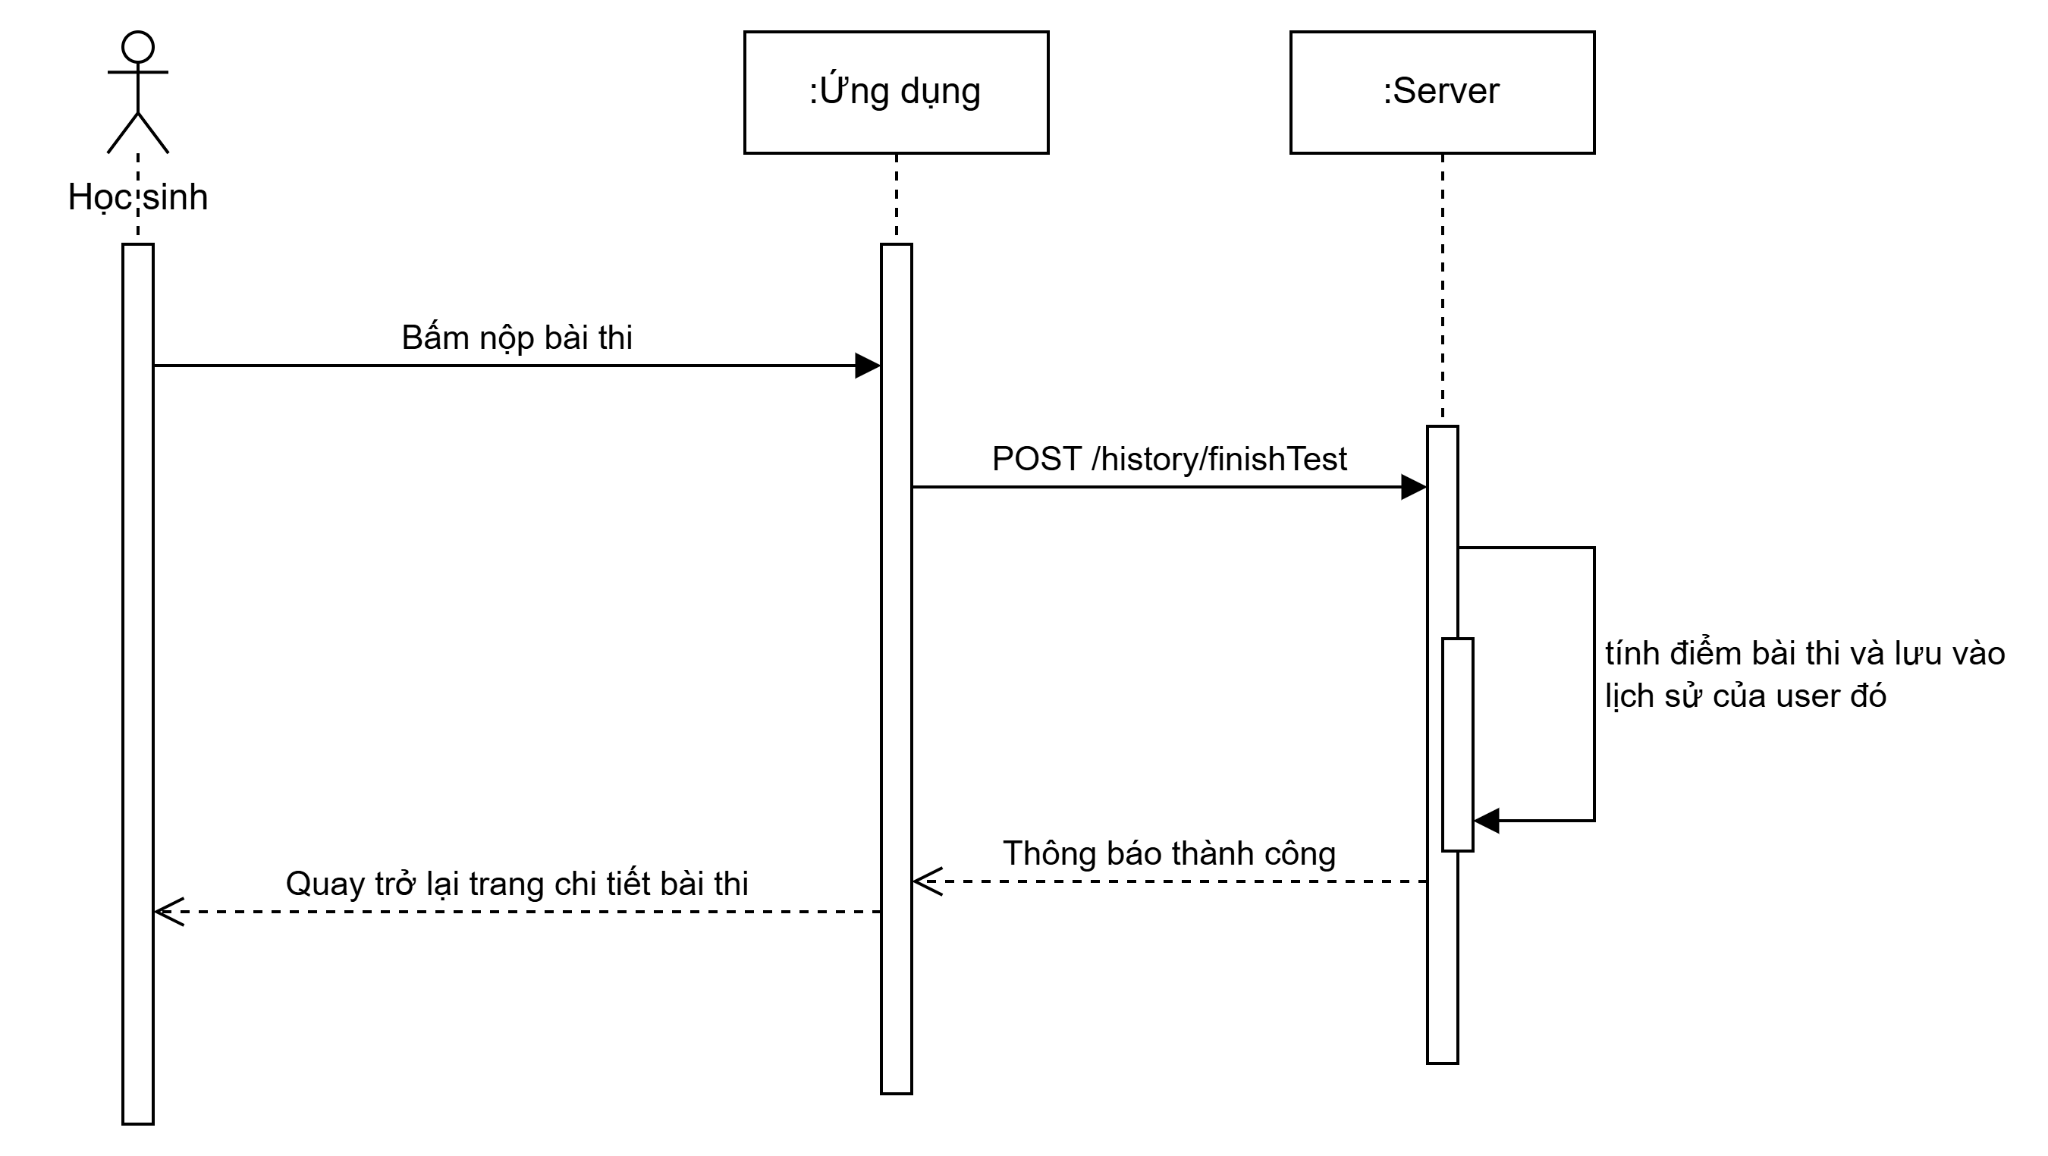 :Ứng dụng
:Server
Học sinh
Bấm nộp bài thi
POST /history/finishTest
tính điểm bài thi và lưu vào
lịch sử của user đó
Thông báo thành công
Quay trở lại trang chi tiết bài thi